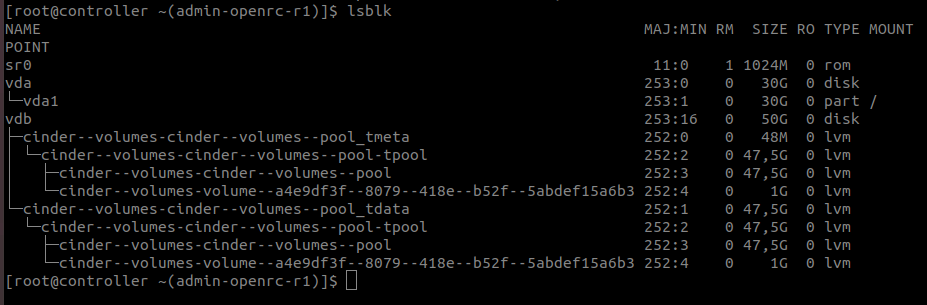 [root@controller ~(admin-openrc-r1)]$ lsblk
NAME                                                                  MAJ:MIN RM  SIZE RO TYPE MOUNT
POINT
sr0                                                                    11:0    1 1024M  0 rom
vda                                                                   253:0    0   30G  0 disk
└─vda1                                                                253:1    0   30G  0 part /
vdb                                                                   253:16   0   50G  0 disk
├─cinder--volumes-cinder--volumes--pool_tmeta                         252:0    0   48M  0 lvm
│ └─cinder--volumes-cinder--volumes--pool-tpool                       252:2    0 47,5G  0 lvm
│   ├─cinder--volumes-cinder--volumes--pool                           252:3    0 47,5G  0 lvm
│   └─cinder--volumes-volume--a4e9df3f--8079--418e--b52f--5abdef15a6b3 252:4    0    1G  0 lvm
└─cinder--volumes-cinder--volumes--pool_tdata                         252:1    0 47,5G  0 lvm
  └─cinder--volumes-cinder--volumes--pool-tpool                       252:2    0 47,5G  0 lvm
    ├─cinder--volumes-cinder--volumes--pool                           252:3    0 47,5G  0 lvm
    └─cinder--volumes-volume--a4e9df3f--8079--418e--b52f--5abdef15a6b3 252:4    0    1G  0 lvm
[root@controller ~(admin-openrc-r1)]$